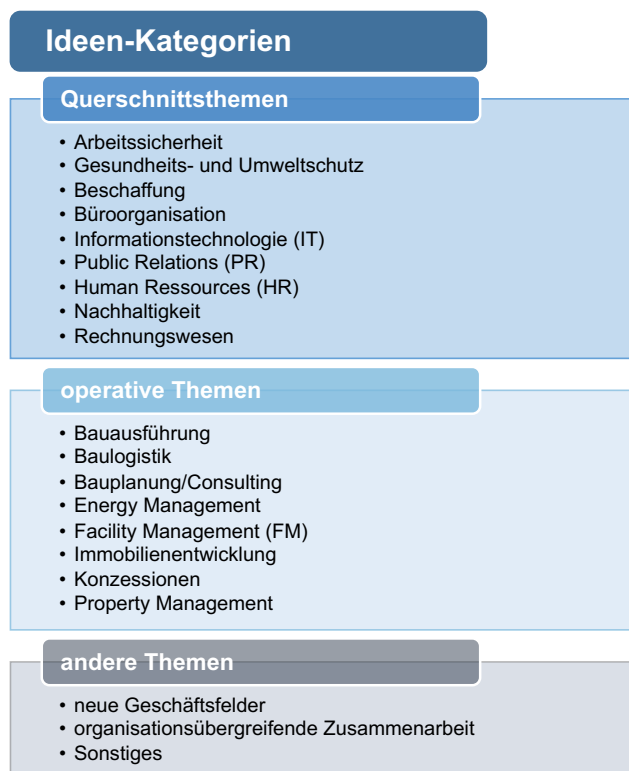 Ideen-Kategorien
Querschnittsthemen
• Arbeitssicherheit
• Gesundheits- und Umweltschutz
• Beschaffung
• Büroorganisation
• Informationstechnologie (IT)
• Public Relations (PR)
• Human Ressources (HR)
• Nachhaltigkeit
• Rechnungswesen
operative Themen
• Bauausführung
• Baulogistik
• Bauplanung/Consulting
• Energy Management
• Facility Management (FM)
• Immobilienentwicklung
• Konzessionen
• Property Management
andere Themen
• neue Geschäftsfelder
• organisationsübergreifende Zusammenarbeit
• Sonstiges